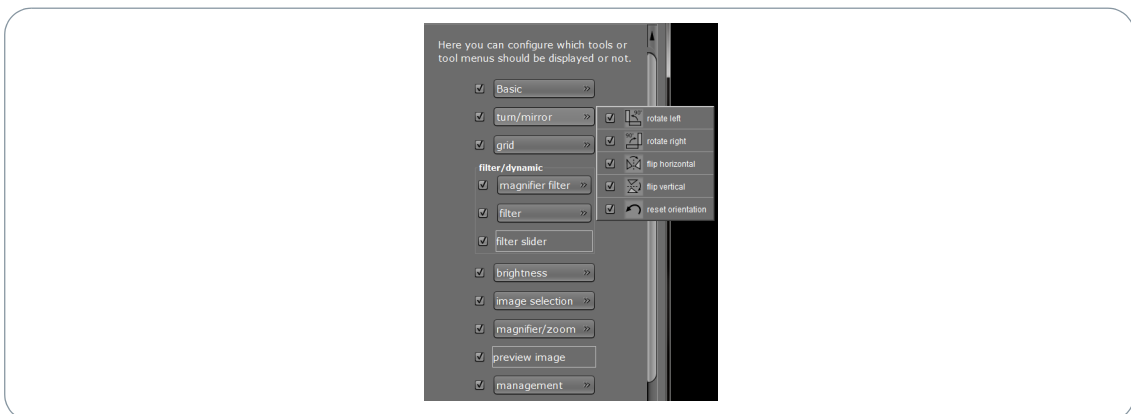 Here you can configure which tools or
tool menus should be displayed or not.
Basic »
turn/mirror »
90°
rotate left
90°
rotate right
grid »
flip horizontal
filter/dynamic
magnifier filter »
flip vertical
filter »
reset orientation
filter slider
brightness »
image selection »
magnifier/zoom »
preview image
management »